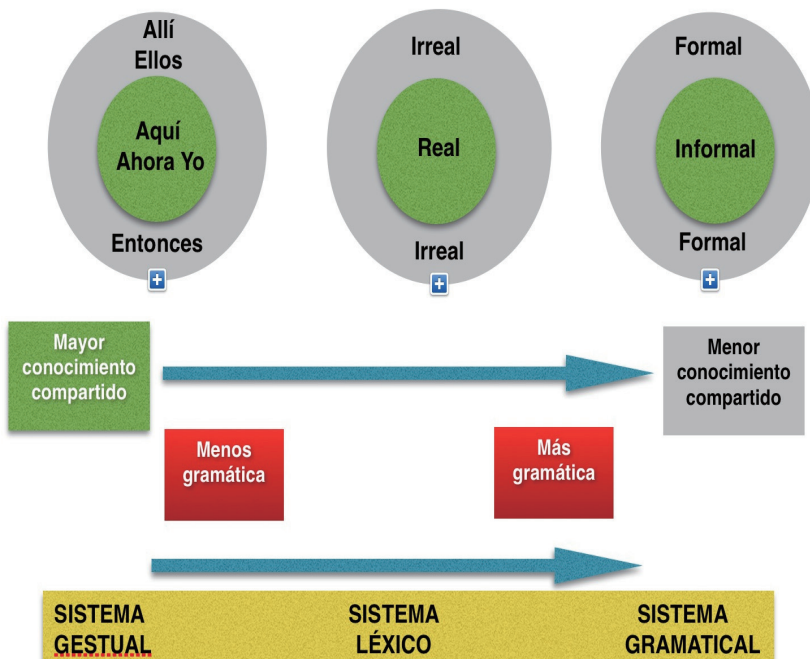 Allí
Ellos
Aquí
Ahora Yo
Entonces
Irreal
Real
Irreal
Formal
Informal
Formal
Mayor
conocimiento
compartido
Menor
conocimiento
compartido
Menos
gramática
Más
gramática
SISTEMA
GESTUAL
SISTEMA
LÉXICO
SISTEMA
GRAMATICAL